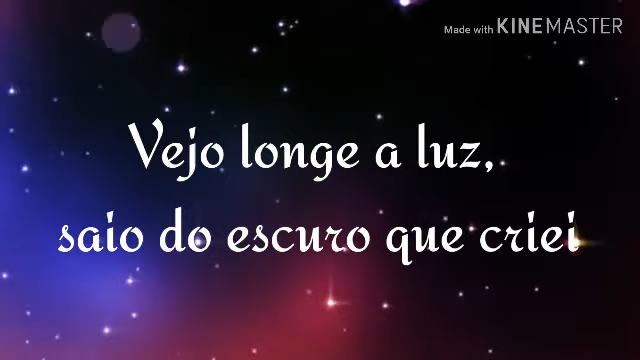 Made with KINEMASTER
Vejo longe a luz,
saio do escuro que criei